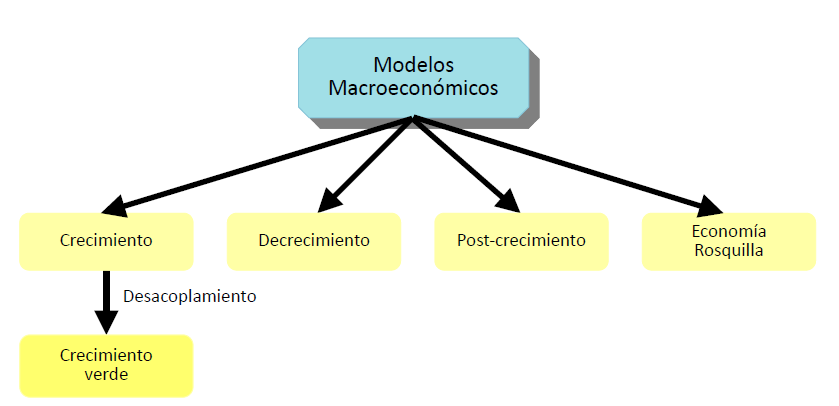 Modelos
Macroeconómicos
Crecimiento
Decrecimiento
Post-crecimiento
Economía
Rosquilla
Desacoplamiento
Crecimiento
verde